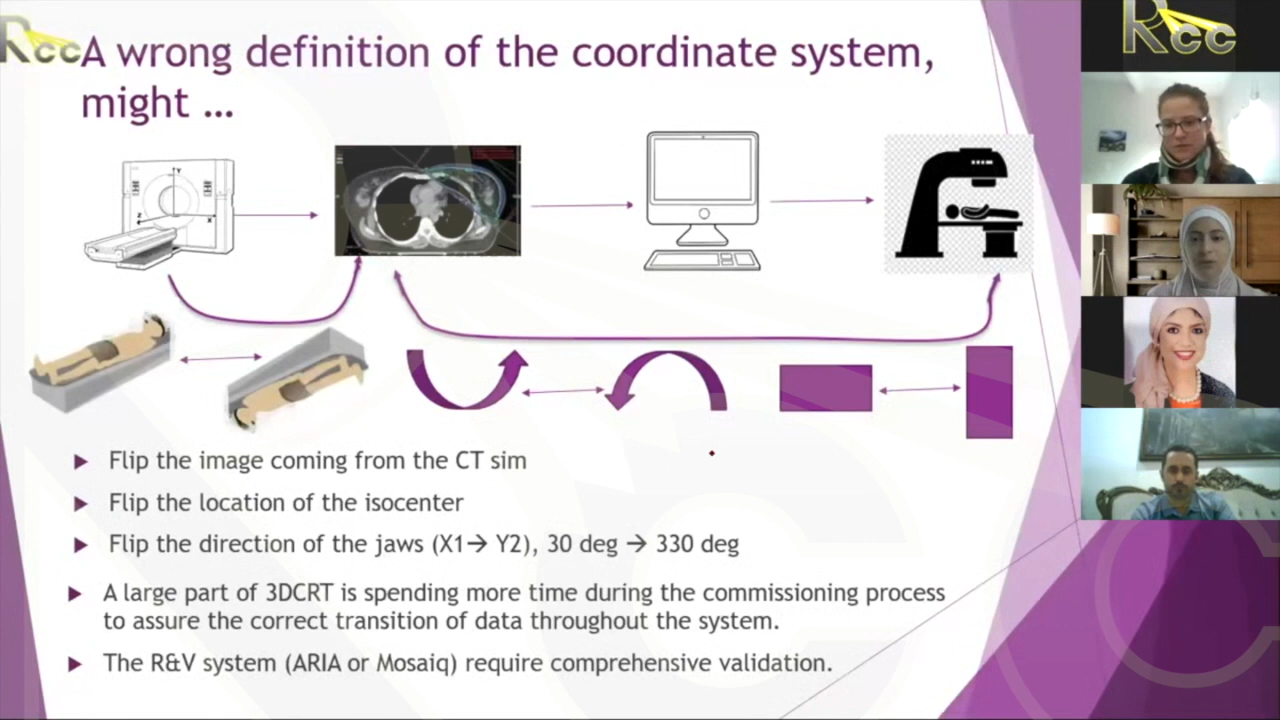 Rcc
A wrong definition of the coordinate system,
might ...
Rcc
Y
Z
X
Flip the image coming from the CT sim
Flip the location of the isocenter
Flip the direction of the jaws (X1→ Y2), 30 deg → 330 deg
A large part of 3DCRT is spending more time during the commissioning process
to assure the correct transition of data throughout the system.
The R&V system (ARIA or Mosaiq) require comprehensive validation.